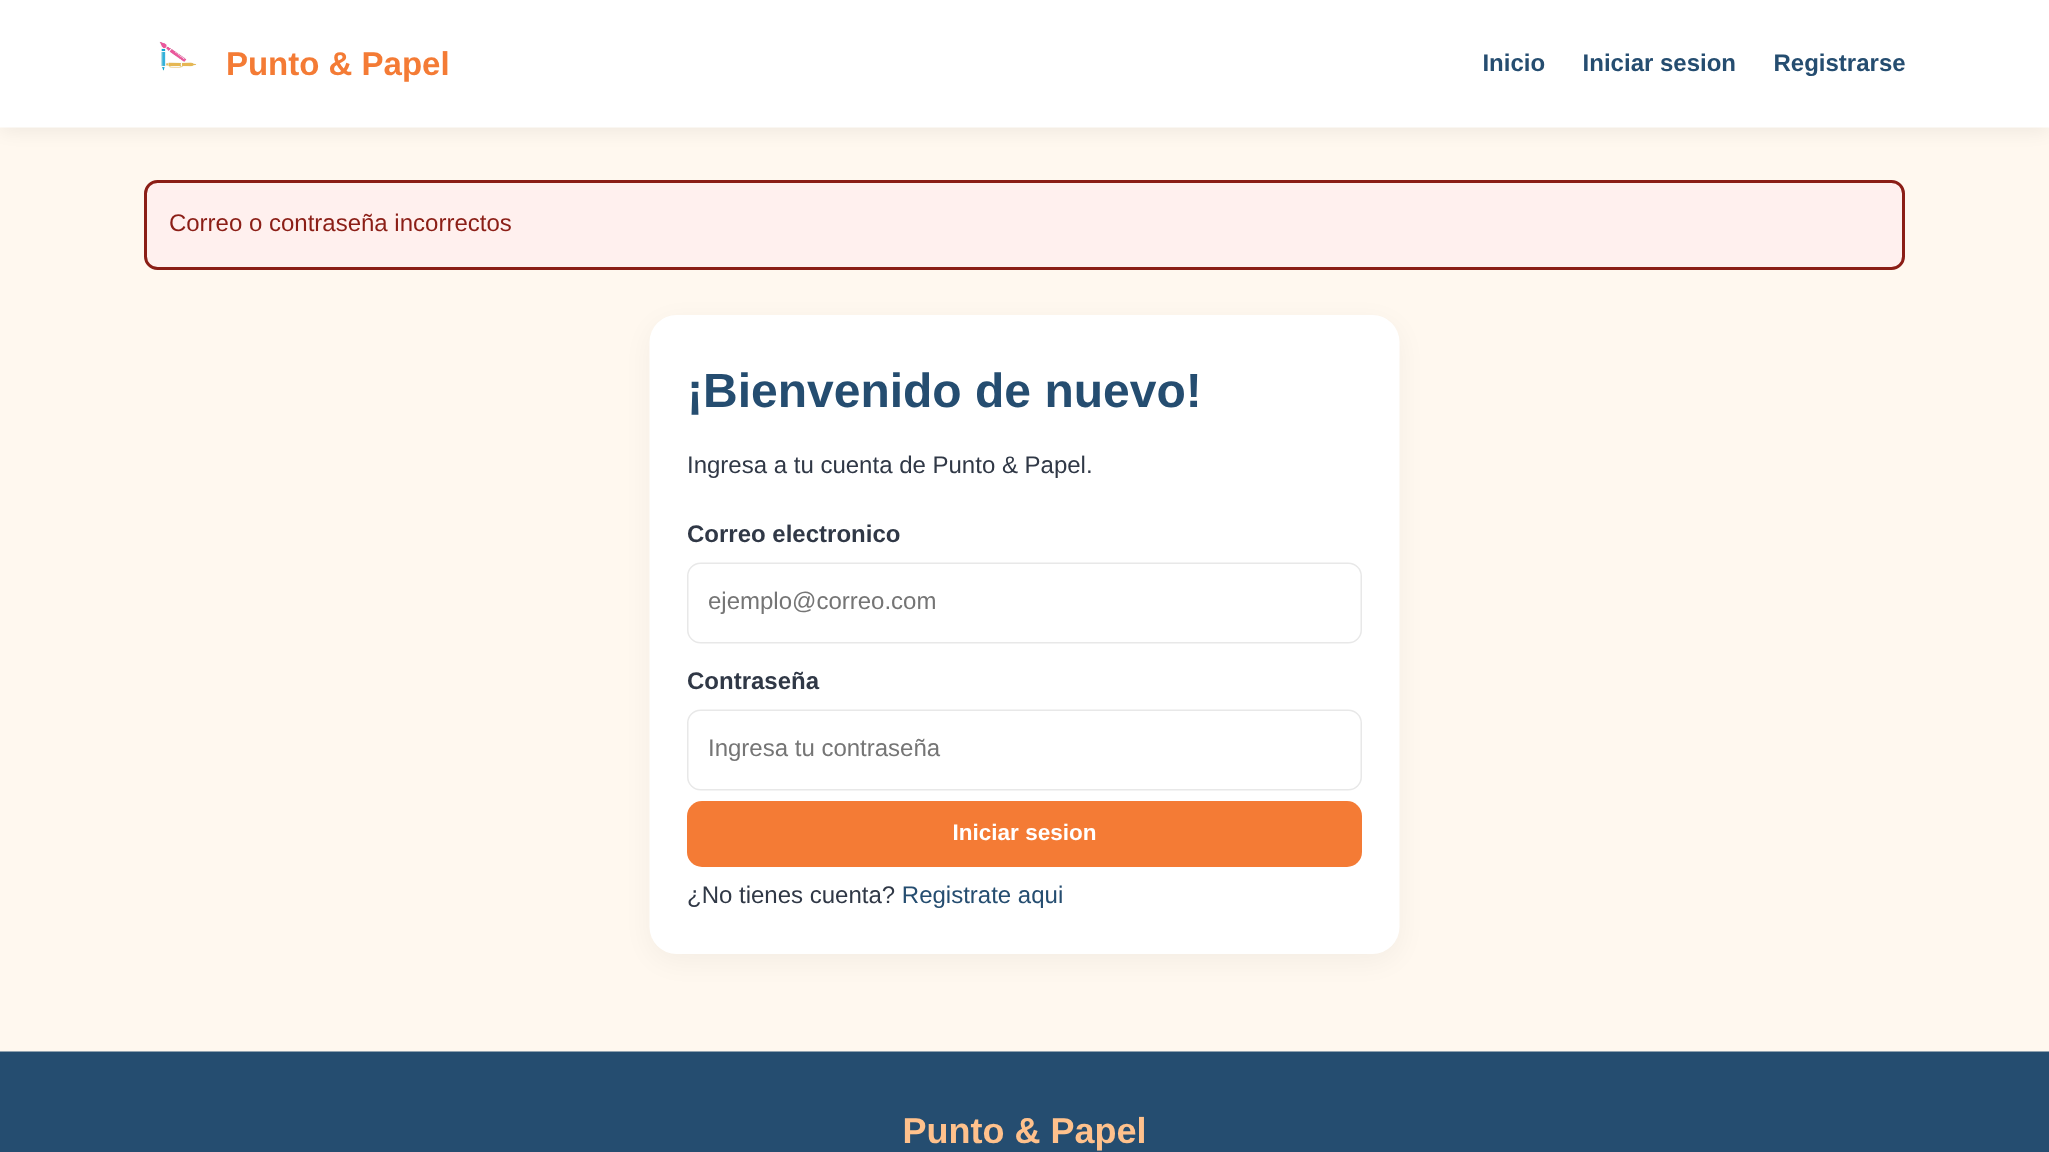 Punto & Papel
Inicio Iniciar sesion Registrarse
Correo o contraseña incorrectos
¡Bienvenido de nuevo!
Ingresa a tu cuenta de Punto & Papel.
Correo electronico
ejemplo@correo.com
Contraseña
Ingresa tu contraseña
Iniciar sesion
¿No tienes cuenta? Registrate aqui
Punto & Papel